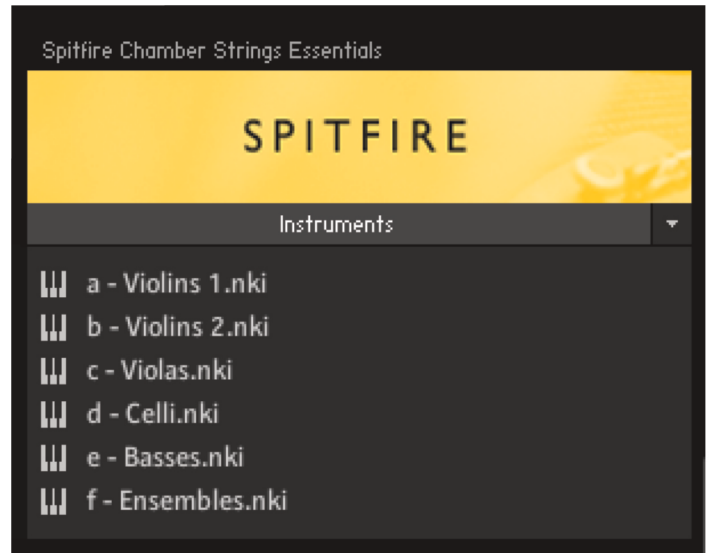 Spitfire Chamber Strings Essentials
SPITFIRE
Instruments
a - Violins 1.nki
b - Violins 2.nki
c - Violas.nki
d - Celli.nki
e - Basses.nki
f - Ensembles.nki